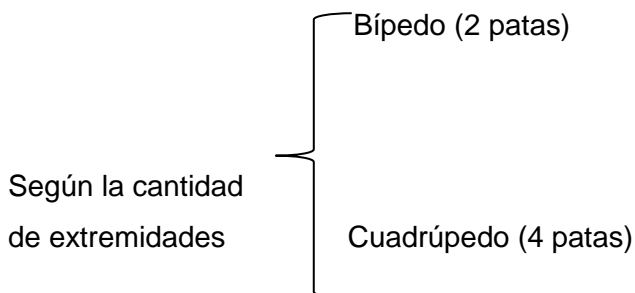 Bípedo (2 patas)
Según la cantidad
de extremidades
Cuadrúpedo (4 patas)